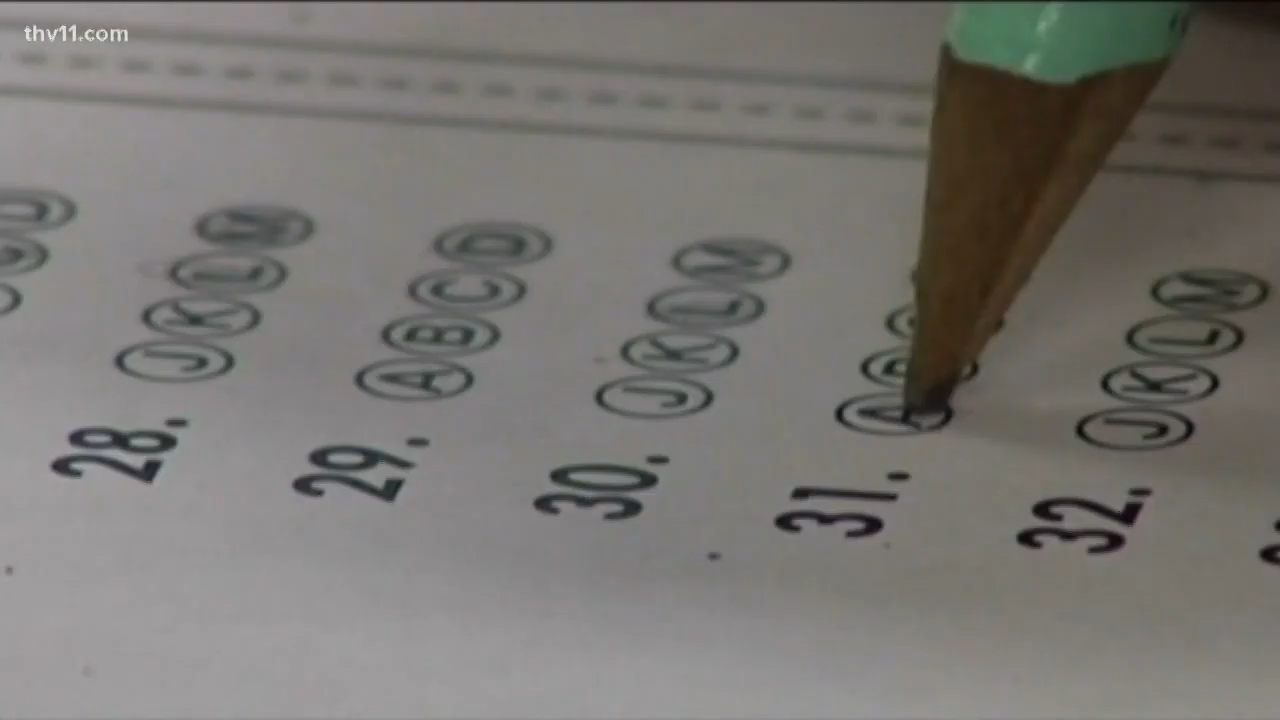 thv11.com
C D
28. J K L M
29. A B C D
30. J K L M
31. A B
32. J K L M